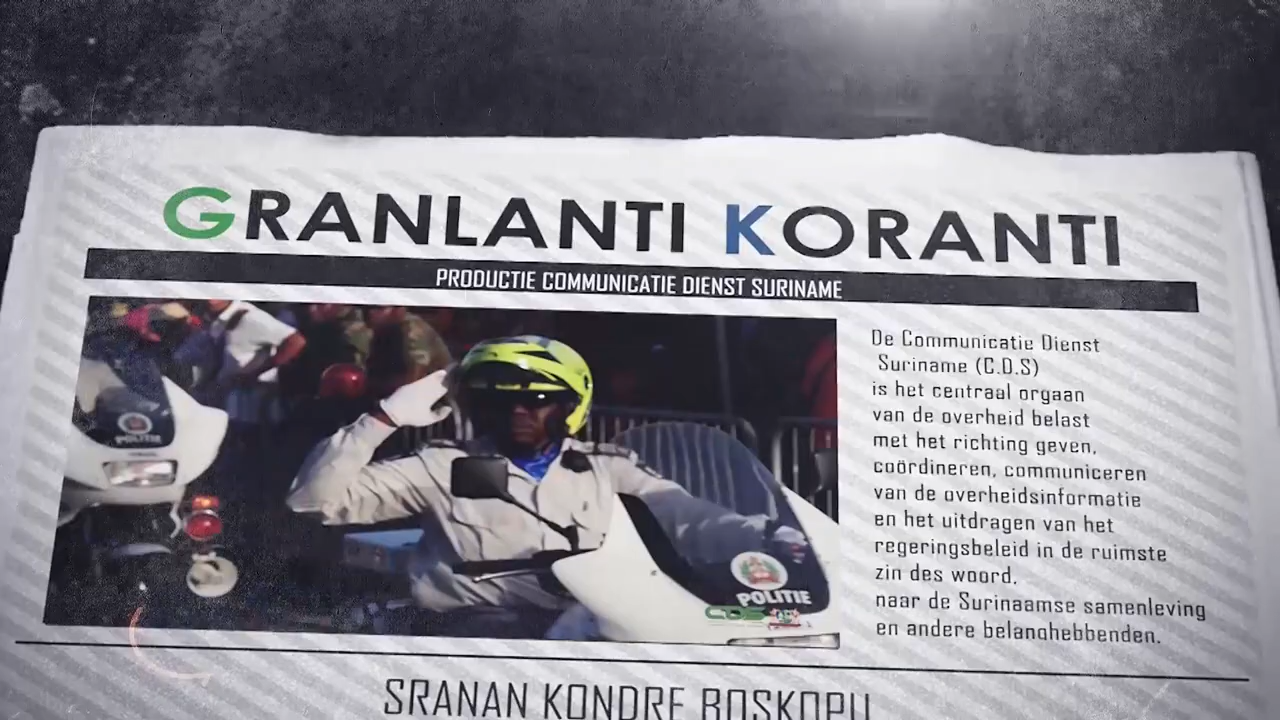 GRANLANTI KORANTI
PRODUCTIE COMMUNICATIE DIENST SURINAME
De Communicatie Dienst
Suriname (C.D.S)
is het centraal orgaan
van de overheid belast
met het richting geven,
coördineren, communiceren
van de overheidsinformatie
en het uitdragen van het
regeringsbeleid in de ruimste
zin des woord,
naar de Surinaamse samenleving
en andere belanghebbenden.
POLITIE
POLITIE
CDS
SRANAN KONDRE BOSKOPU